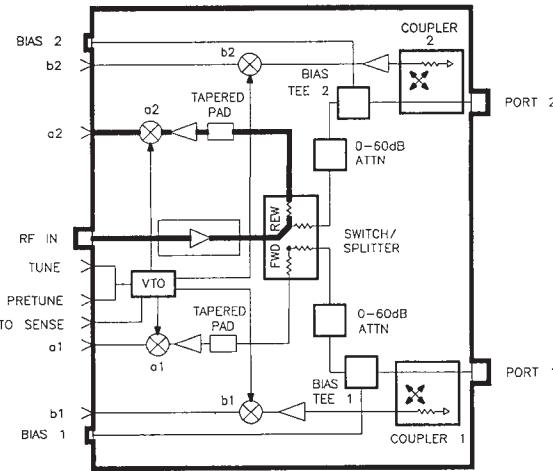 COUPLER
2
BIAS 2
b2
b2
BIAS
TEE 2
TAPERED
PAD
a2
a2
PORT 2
0-60dB
ATTN
REW
RF IN
SWITCH/
SPLITTER
FWD
TUNE
VTO
PRETUNE
TAPERED
PAD
TO SENSE
0-60dB
ATTN
a1
a1
PORT 1
BIAS
TEE 1
b1
b1
BIAS 1
COUPLER 1